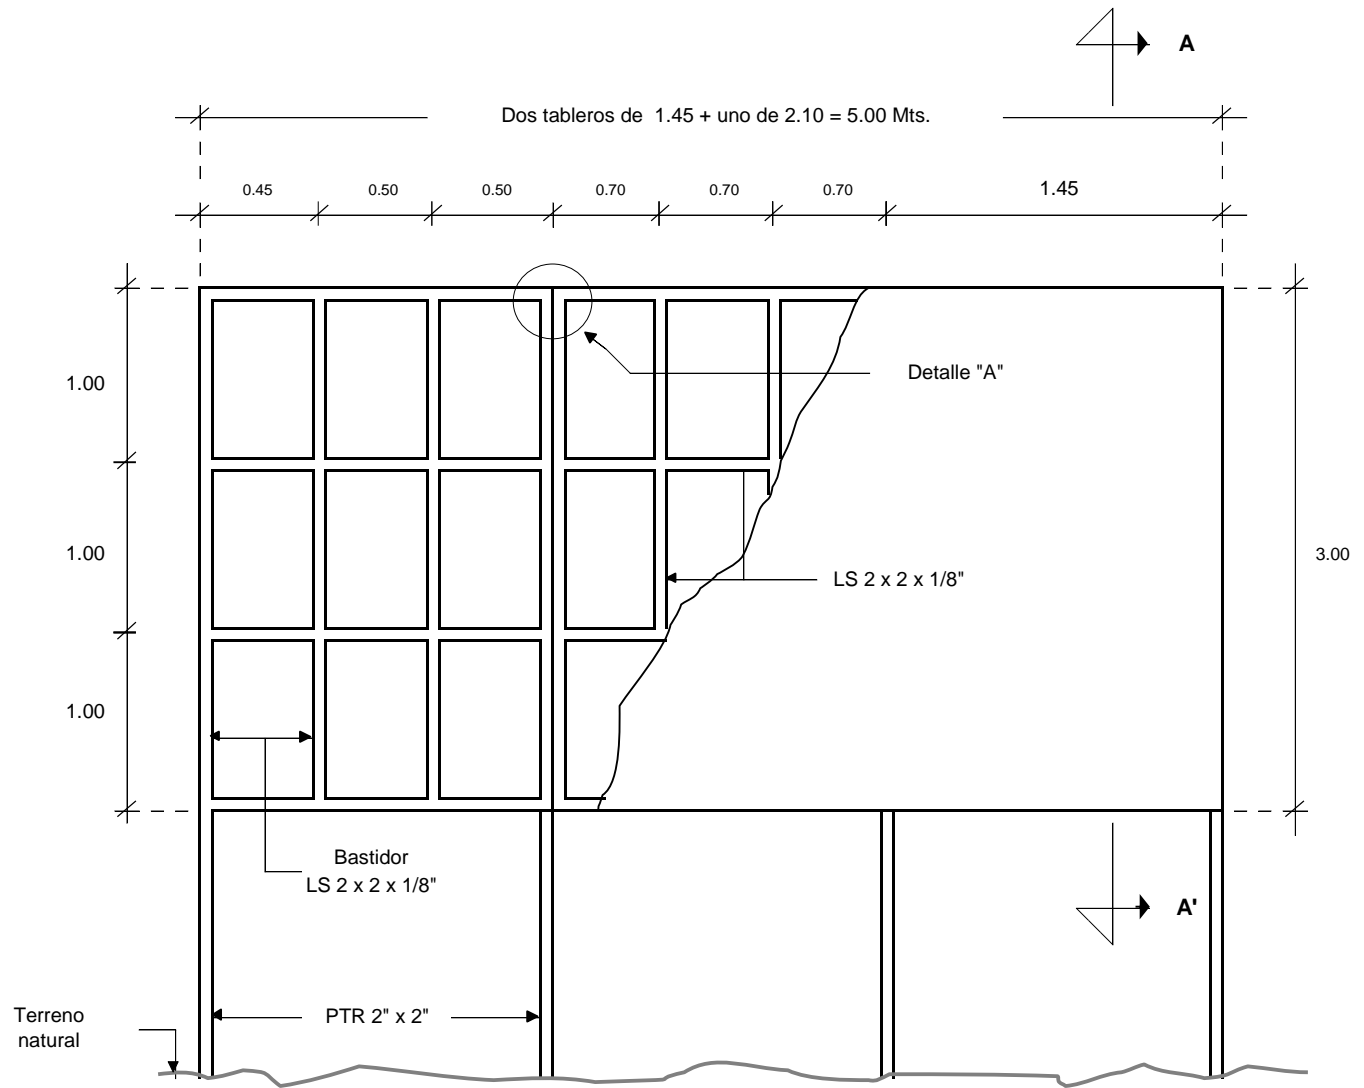 A
Dos tableros de 1.45 + uno de 2.10 = 5.00 Mts.
0.45 0.50 0.50 0.70 0.70 0.70 1.45
Detalle "A"
1.00
1.00
3.00
LS 2 x 2 x 1/8"
1.00
Bastidor
LS 2 x 2 x 1/8"
A'
PTR 2" x 2"
Terreno
natural